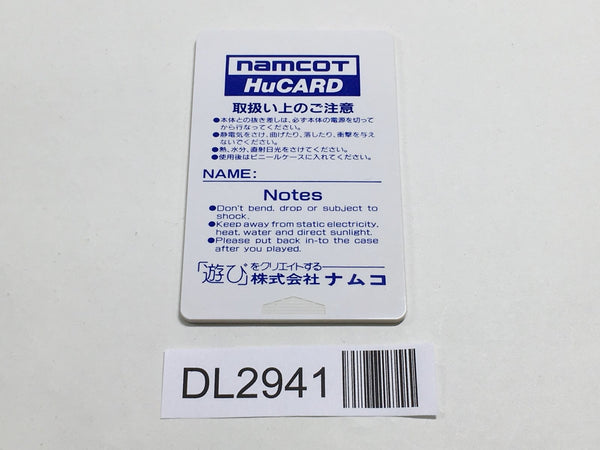 namcoT
HuCARD
取扱い上のご注意
●本体との抜き差しは、必ず本体の電源を切って
から行なってください。
●静電気をさけ、曲げたり、落したり、衝撃を与え
ないでください。
●熱、水分、直射日光をさけてください。
●使用後はビニールケースに入れてください。
NAME:
Notes
●Don't bend, drop or subject to
shock.
●Keep away from static electricity,
heat, water and direct sunlight.
●Please put back in-to the case
after you played.
「遊び」をクリエイトする
株式会社 ナムコ
DL2941